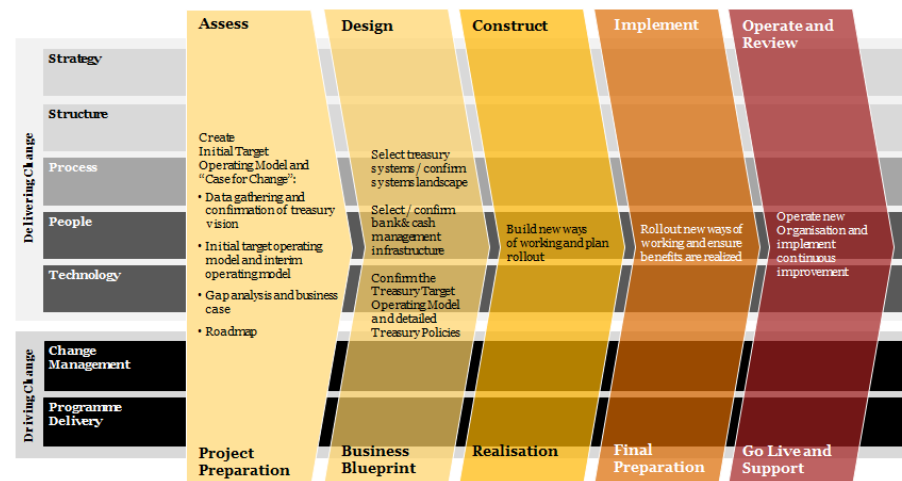 Assess
Design
Construct
Implement
Operate and
Review
Delivering Change
Strategy
Structure
Process
People
Technology
Driving Change
Change
Management
Programme
Delivery
Create
Initial Target
Operating Model and
“Case for Change”:
• Data gathering and
confirmation of treasury
vision
• Initial target operating
model and interim
operating model
• Gap analysis and business
case
• Roadmap
Select treasury
systems / confirm
systems landscape
Select / confirm
bank & cash
management
infrastructure
Confirm the
Treasury Target
Operating Model
and detailed
Treasury Policies
Build new ways
of working and plan
rollout
Rollout new ways of
working and ensure
benefits are realized
Operate new
Organisation and
implement
continuous
improvement
Project
Preparation
Business
Blueprint
Realisation
Final
Preparation
Go Live and
Support